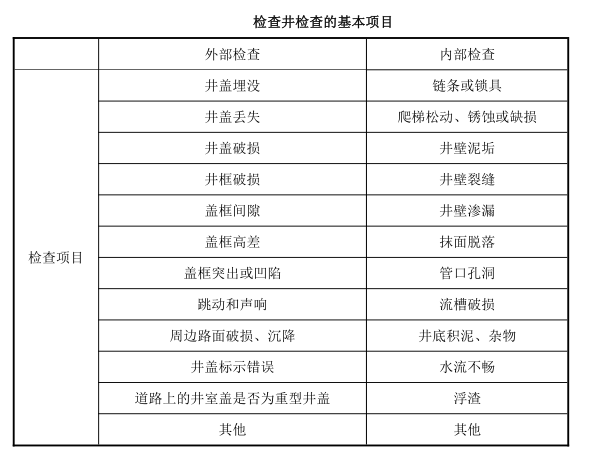 检查井检查的基本项目
外部检查 内部检查
检查项目
井盖埋没 链条或锁具
井盖丢失 爬梯松动、锈蚀或缺损
井盖破损 井壁泥垢
井框破损 井壁裂缝
盖框间隙 井壁渗漏
盖框高差 抹面脱落
盖框突出或凹陷 管口孔洞
跳动和声响 流槽破损
周边路面破损、沉降 井底积泥、杂物
井盖标示错误 水流不畅
道路上的井室盖是否为重型井盖 浮渣
其他 其他